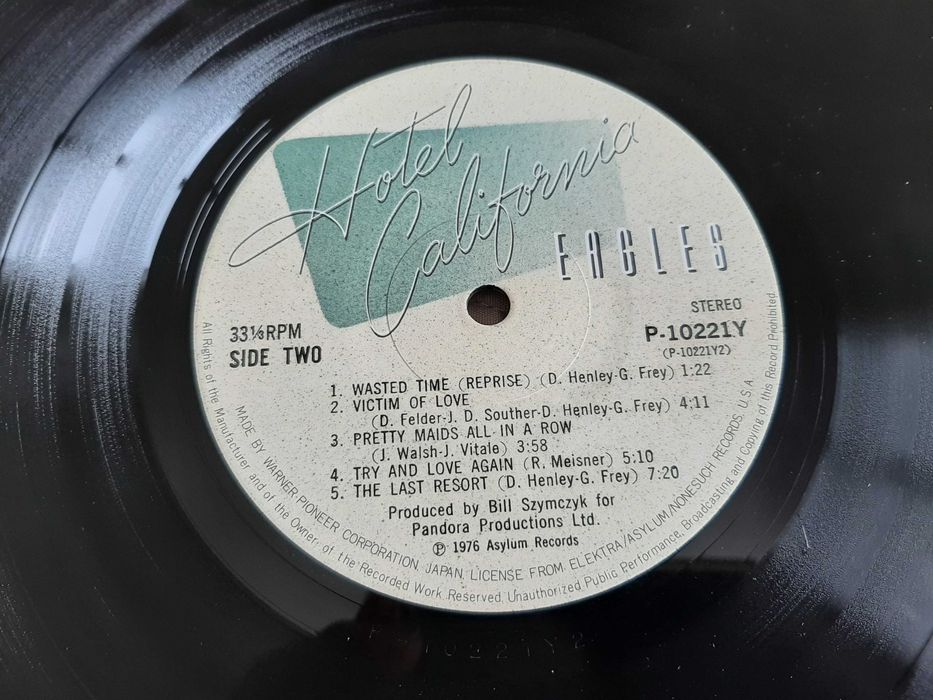 Hotel
California
EAGLES
STEREO
33⅓RPM
SIDE TWO
P-10221Y
(P-10221Y2)
1. WASTED TIME (REPRISE) (D. Henley-G. Frey) 1:22
2. VICTIM OF LOVE
(D. Felder-J. D. Souther-D. Henley-G. Frey) 4:11
3. PRETTY MAIDS ALL IN A ROW
(J. Walsh-J. Vitale) 3:58
4. TRY AND LOVE AGAIN (R. Meisner) 5:10
5. THE LAST RESORT (D. Henley-G. Frey) 7:20
Produced by Bill Szymczyk for
Pandora Productions Ltd.
℗ 1976 Asylum Records
MADE BY WARNER PIONEER CORPORATION, JAPAN, LICENSE FROM ELEKTRA/ASYLUM/NONESUCH RECORDS, U.S.A.
All Rights of the Manufacturer and of the Owner of the Recorded Work Reserved. Unauthorized Public Performance, Broadcasting and Copying of this Record Prohibited.
10221Y2